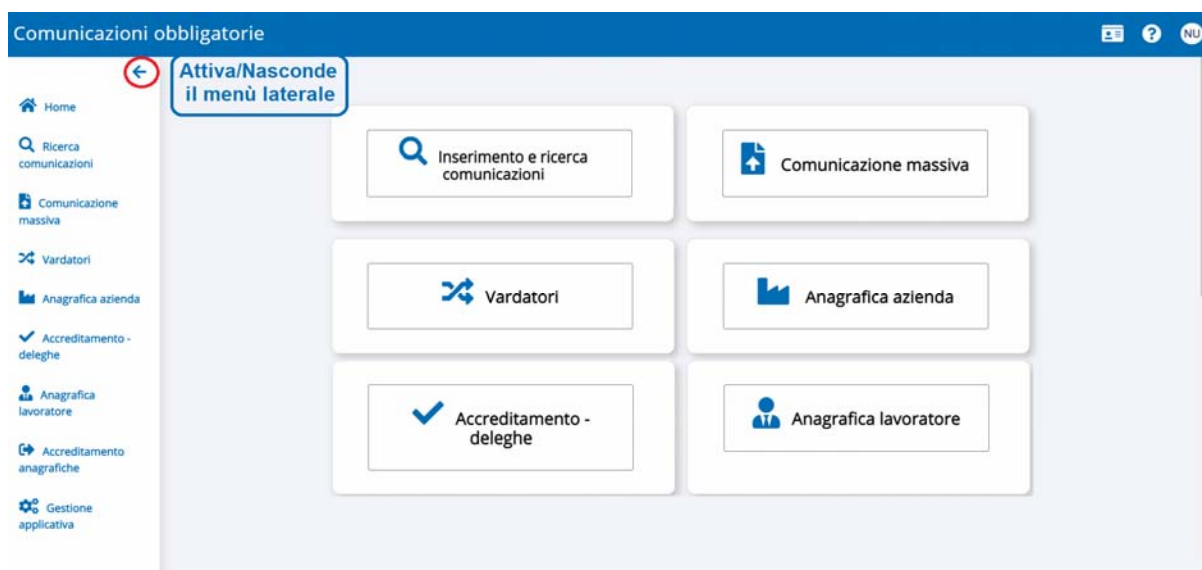 Comunicazioni obbligatorie
NU
Attiva/Nasconde
il menù laterale
Home
Ricerca
comunicazioni
Comunicazione
massiva
Vardatori
Anagrafica azienda
Accreditamento -
deleghe
Anagrafica
lavoratore
Accreditamento
anagrafiche
Gestione
applicativa
Inserimento e ricerca
comunicazioni
Comunicazione massiva
Vardatori
Anagrafica azienda
Accreditamento -
deleghe
Anagrafica lavoratore